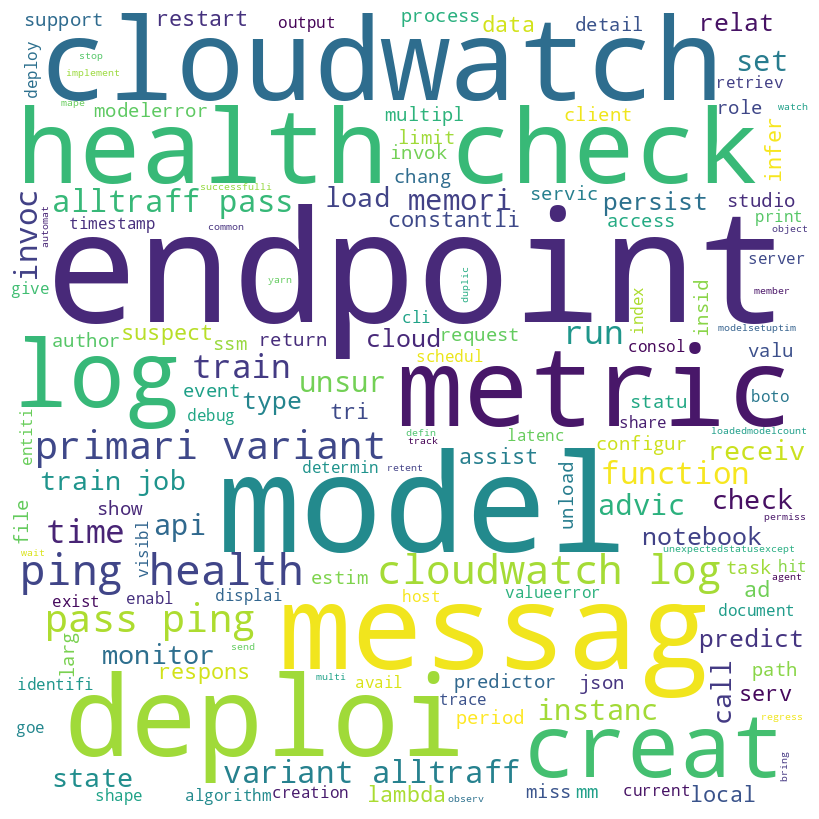 support restart output process data detail relat
cloudwatch
deploy stop implement set retriev
mape modelerror multipl client role watch
health check
limit invok infer
chang
successfulli
alltraff pass load memori servic persist studio
invoc automat timestamp common constantli access print object
endpoint
give yarn duplic server member
cli index insid modelsetuptim
author suspect ssm return cloud request run consol valu
log
train unsur schedul
metric
event type tri statu boto
debug share
entiti defin track latenc configur loadedmodelcount
primari variant receiv
determin retent assist
train job model unload function
file show advic check permiss
time visibl api notebook
wait unexpectedstatusexcept
ping health estim cloudwatch log task hit agent
exist enabl displai host valueerror ad
pass ping messag document
larg monitor send predict
identifi respons multi avail predictor json call path
deploi trace serv
goe period instanc regress
creat
state variant alltraff bring
shape algorithm creation lambda observ miss mm current local